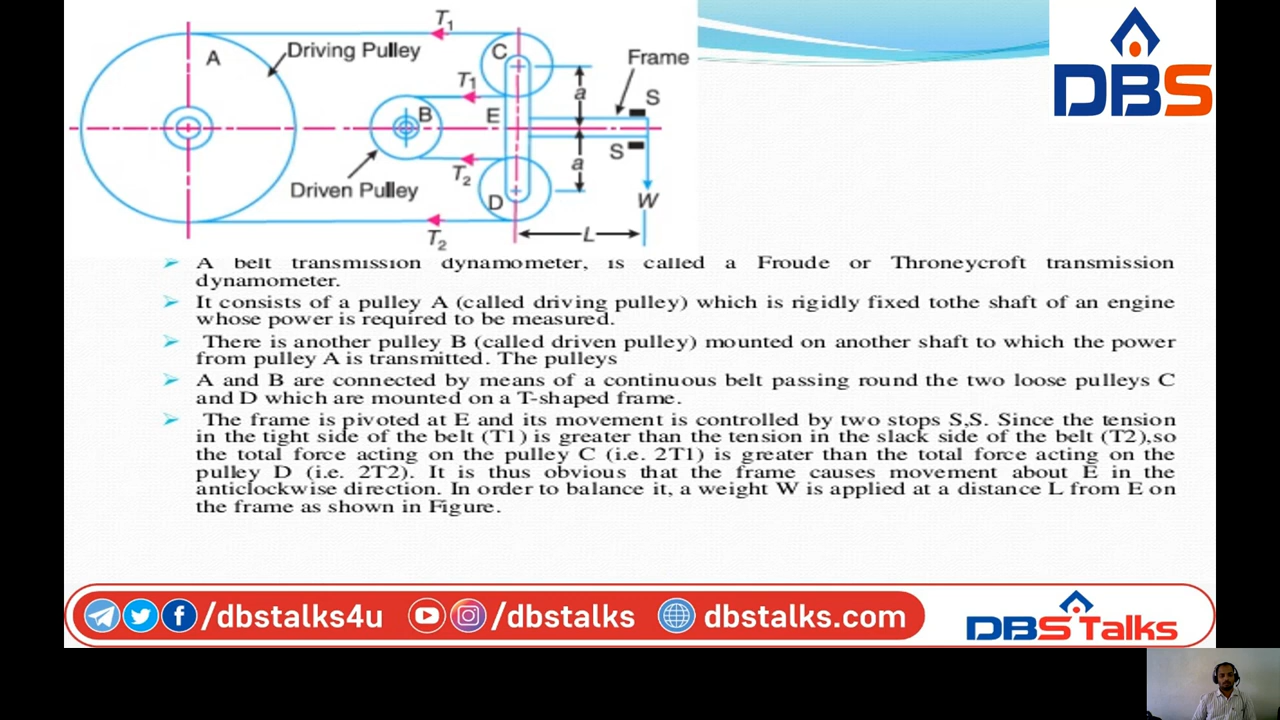 T1
A
Driving Pulley
C
Frame
T1
a
S
B
E
S
T2
a
Driven Pulley
D
W
T2
L
DBS
A belt transmission dynamometer, is called a Froude or Throneycroft transmission
dynamometer.
It consists of a pulley A (called driving pulley) which is rigidly fixed tothe shaft of an engine
whose power is required to be measured.
There is another pulley B (called driven pulley) mounted on another shaft to which the power
from pulley A is transmitted. The pulleys
A and B are connected by means of a continuous belt passing round the two loose pulleys C
and D which are mounted on a T-shaped frame.
The frame is pivoted at E and its movement is controlled by two stops S,S. Since the tension
in the tight side of the belt (T1) is greater than the tension in the slack side of the belt (T2),so
the total force acting on the pulley C (i.e. 2T1) is greater than the total force acting on the
pulley D (i.e. 2T2). It is thus obvious that the frame causes movement about E in the
anticlockwise direction. In order to balance it, a weight W is applied at a distance L from E on
the frame as shown in Figure.
/dbstalks4u /dbstalks dbstalks.com
DBS Talks